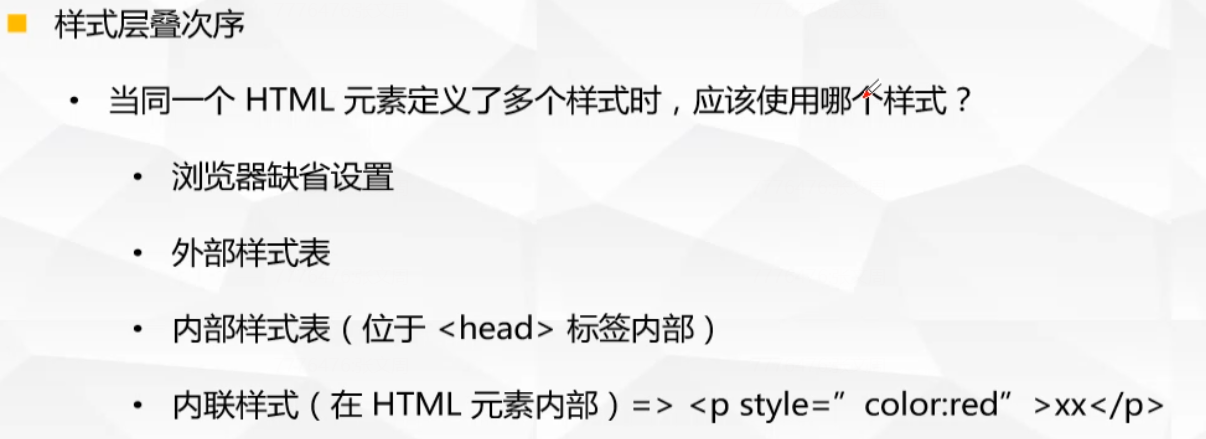 样式层叠次序
• 当同一个 HTML 元素定义了多个样式时，应该使用哪个样式？
• 浏览器缺省设置
• 外部样式表
• 内部样式表（位于 <head> 标签内部）
• 内联样式（在 HTML 元素内部）=> <p style=”color:red”>xx</p>